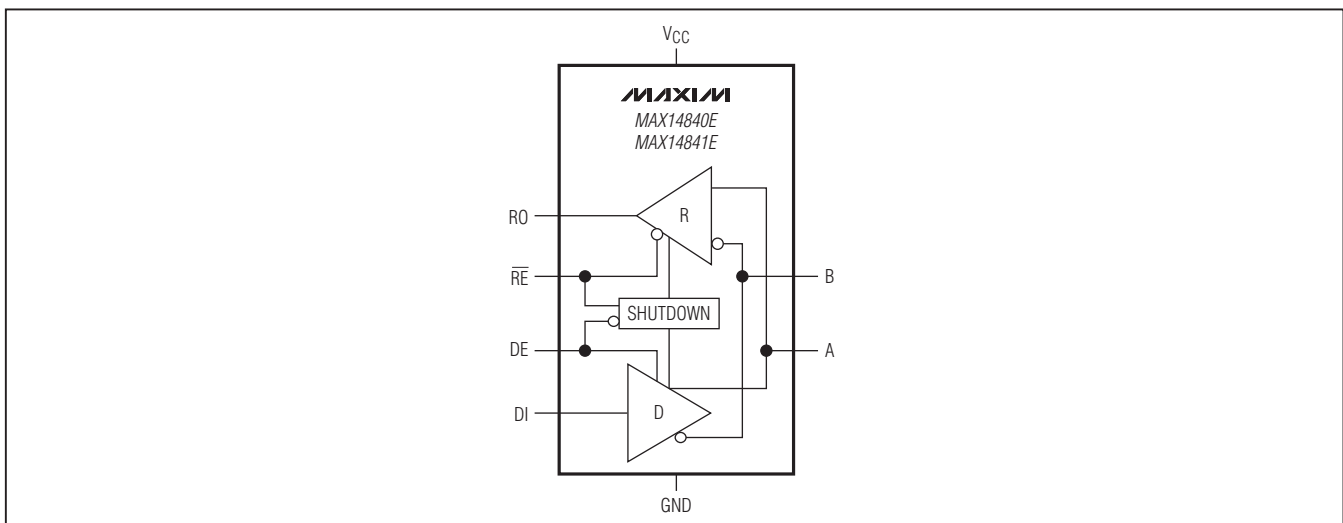 VCC
MAXIM
MAX14840E
MAX14841E
R
RO
RE
B
SHUTDOWN
DE
A
D
DI
GND